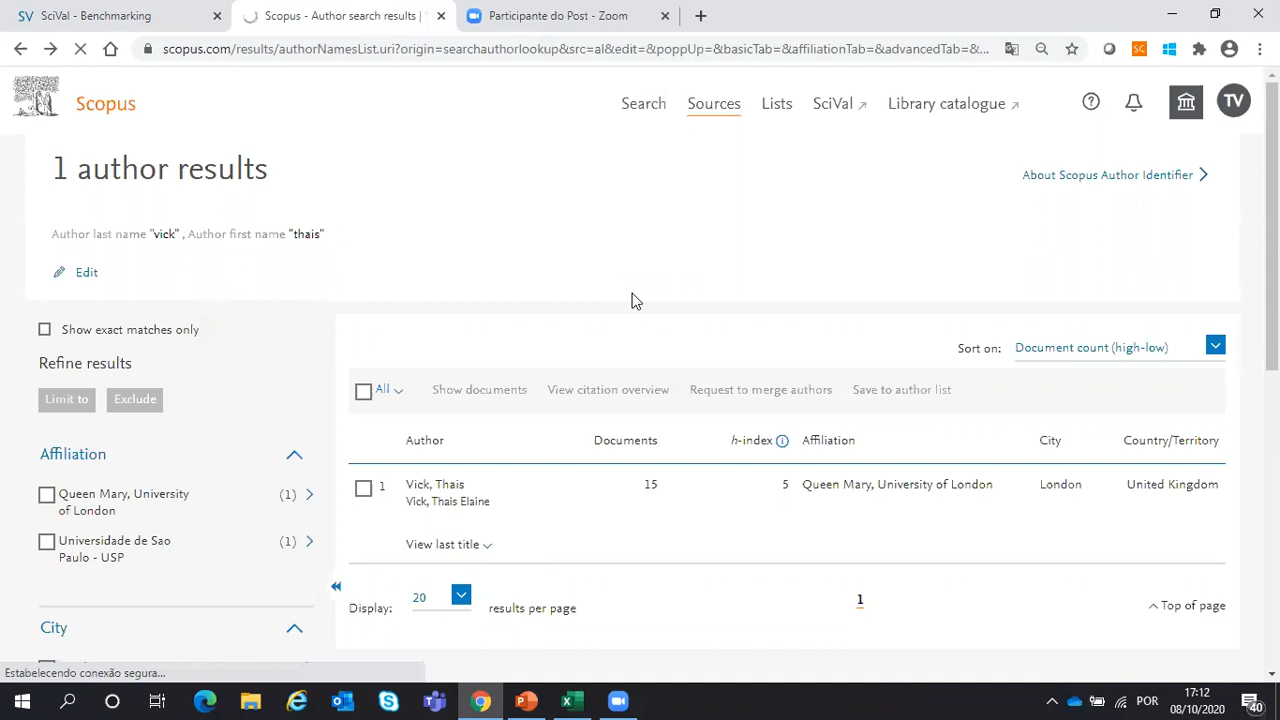 SV SciVal - Benchmarking
Scopus - Author search results |
Participante do Post - Zoom
scopus.com/results/authorNamesList.uri?origin=searchauthorlookup&src=al&edit=&poppUp=&basicTab=&affiliationTab=&advancedTab=&...
SC
Scopus
Search
Sources
Lists
SciVal
Library catalogue
TV
1 author results
About Scopus Author Identifier
Author last name "vick" , Author first name "thais"
Edit
Show exact matches only
Refine results
Limit to
Exclude
Affiliation
Queen Mary, University of London (1)
Universidade de Sao Paulo - USP (1)
City
Sort on: Document count (high-low)
All
Show documents
View citation overview
Request to merge authors
Save to author list
Author
Documents
h-index
Affiliation
City
Country/Territory
1 Vick, Thais 15 5 Queen Mary, University of London London United Kingdom
Vick, Thais Elaine
View last title
Display: 20 results per page
1
Top of page
Estabelecendo conexão segura...
POR
17:12
08/10/2020
40